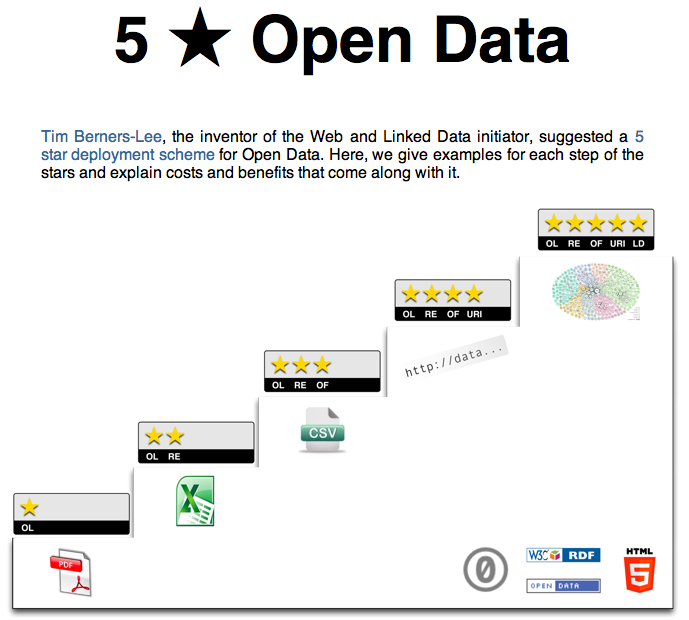 5 ★ Open Data
Tim Berners-Lee, the inventor of the Web and Linked Data initiator, suggested a 5
star deployment scheme for Open Data. Here, we give examples for each step of the
stars and explain costs and benefits that come along with it.
OL RE OF URI LD
OL RE OF URI
http://data...
OL RE OF
CSV
OL RE
X
OL
PDF
0
W3C RDF
OPEN DATA
HTML
5